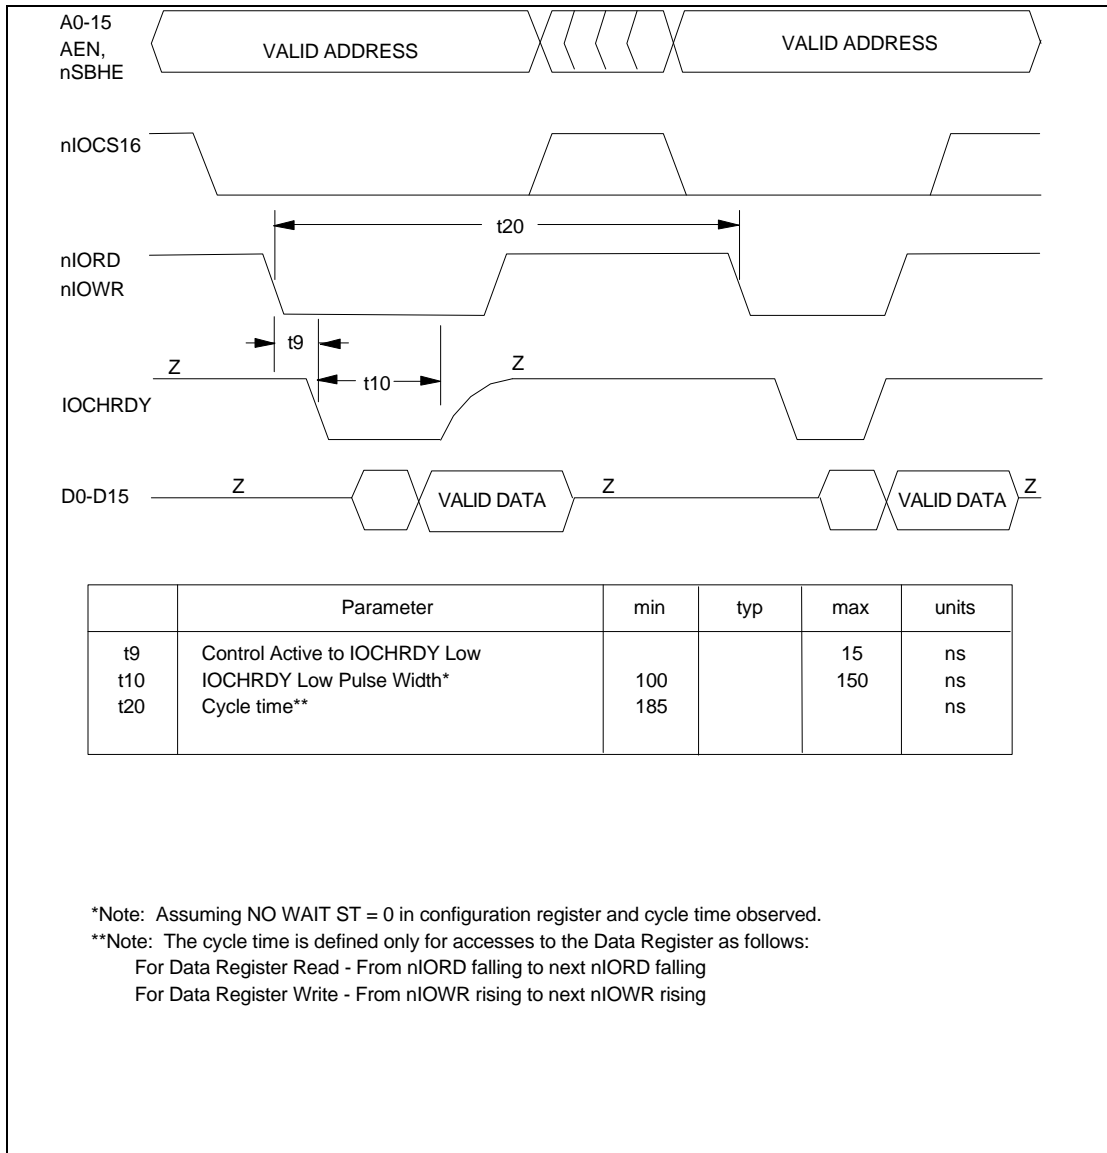 A0-15
AEN,
nSBHE
VALID ADDRESS
VALID ADDRESS
nIOCS16
t20
nIORD
nIOWR
t9
Z
Z
t10
IOCHRDY
D0-D15
Z
Z
Z
VALID DATA
VALID DATA
Parameter min typ max units
t9 Control Active to IOCHRDY Low 15 ns
t10 IOCHRDY Low Pulse Width* 100 150 ns
t20 Cycle time** 185 ns
*Note: Assuming NO WAIT ST = 0 in configuration register and cycle time observed.
**Note: The cycle time is defined only for accesses to the Data Register as follows:
For Data Register Read - From nIORD falling to next nIORD falling
For Data Register Write - From nIOWR rising to next nIOWR rising